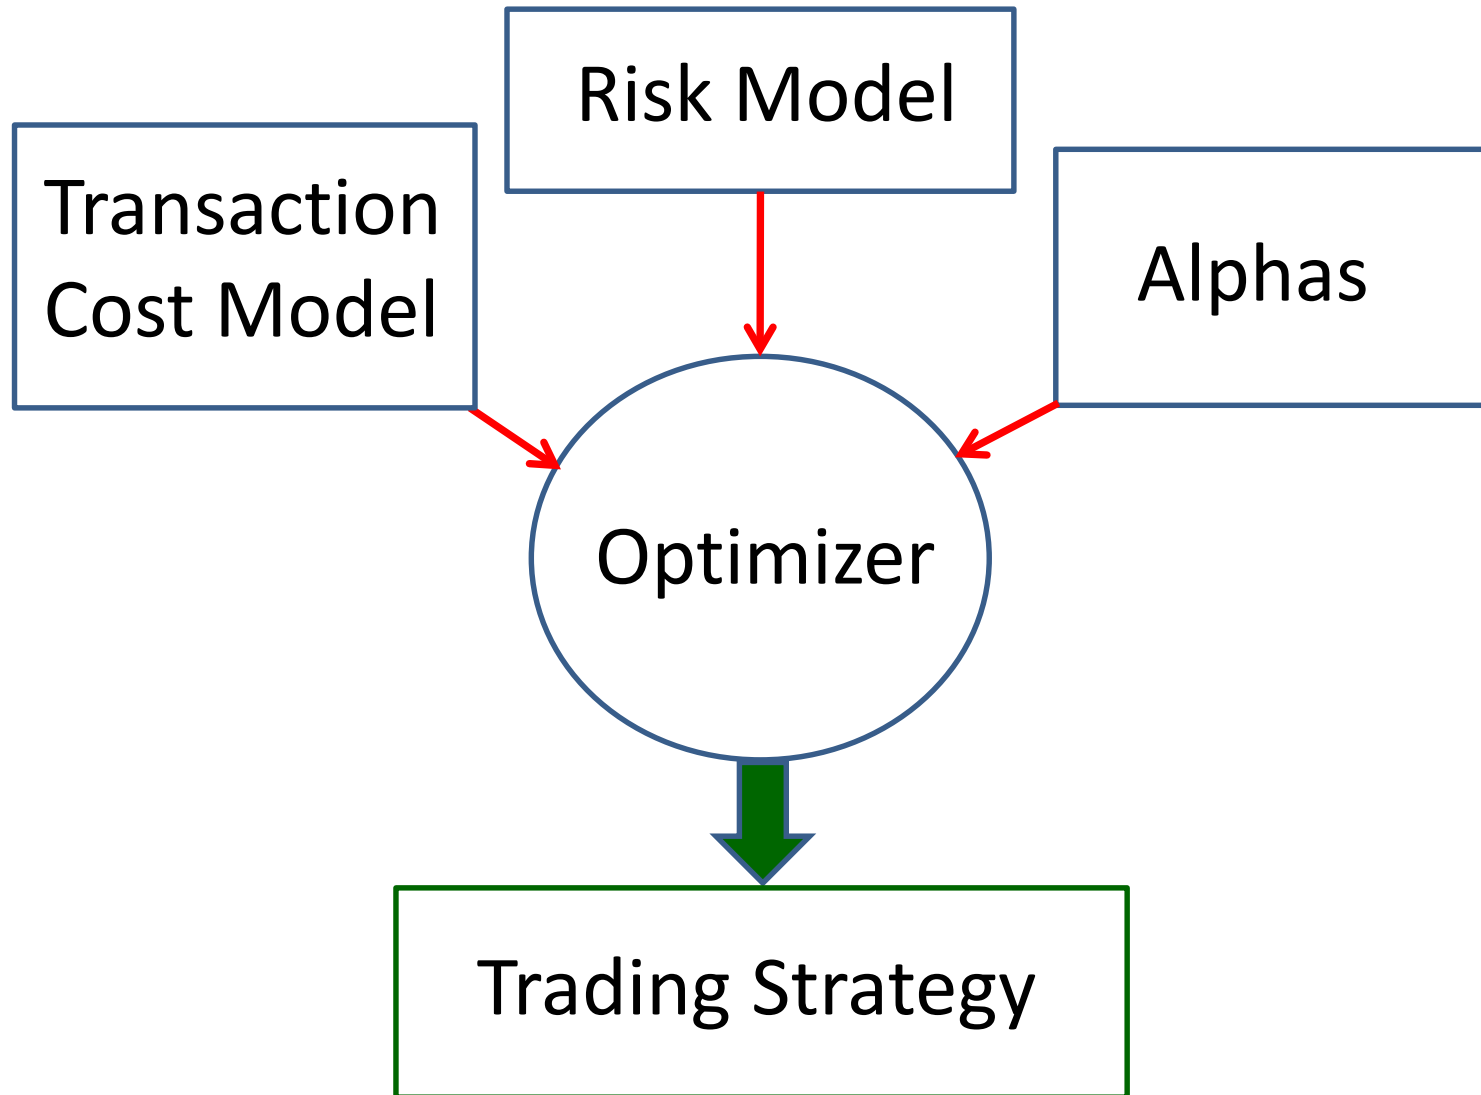 Risk Model
Transaction
Cost Model
Alphas
Optimizer
Trading Strategy